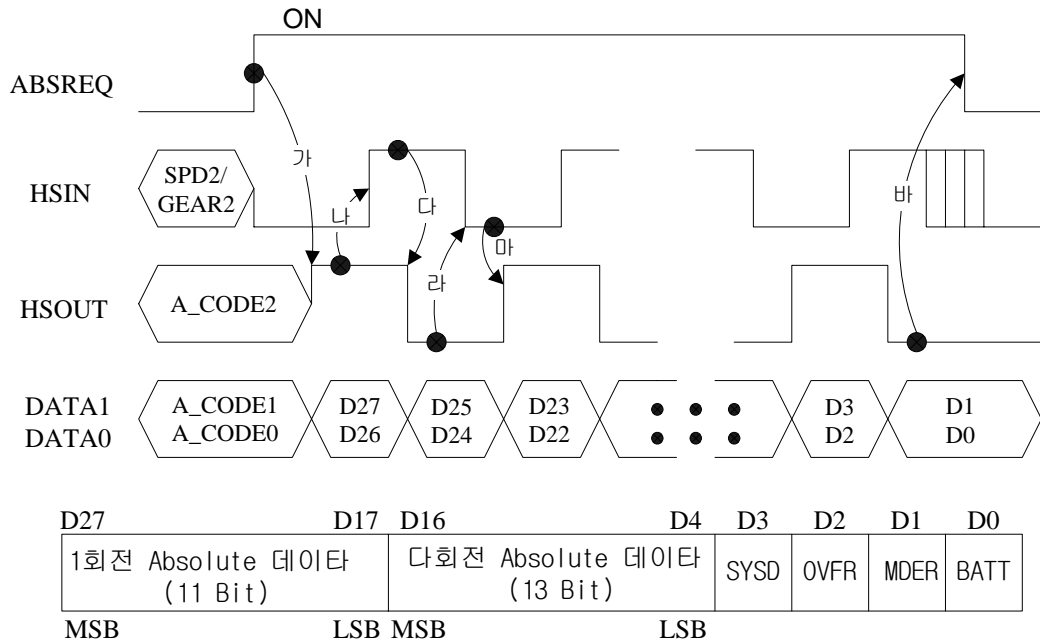 ON
ABSREQ
가
HSIN
SPD2/
GEAR2
나
다
라
마
바
HSOUT
A_CODE2
DATA1
DATA0
A_CODE1
A_CODE0
D27
D26
D25
D24
D23
D22
D3
D2
D1
D0
D27 D17 D16 D4 D3 D2 D1 D0
1회전 Absolute 데이타
(11 Bit)
다회전 Absolute 데이타
(13 Bit)
SYSD OVFR MDER BATT
MSB LSB MSB LSB